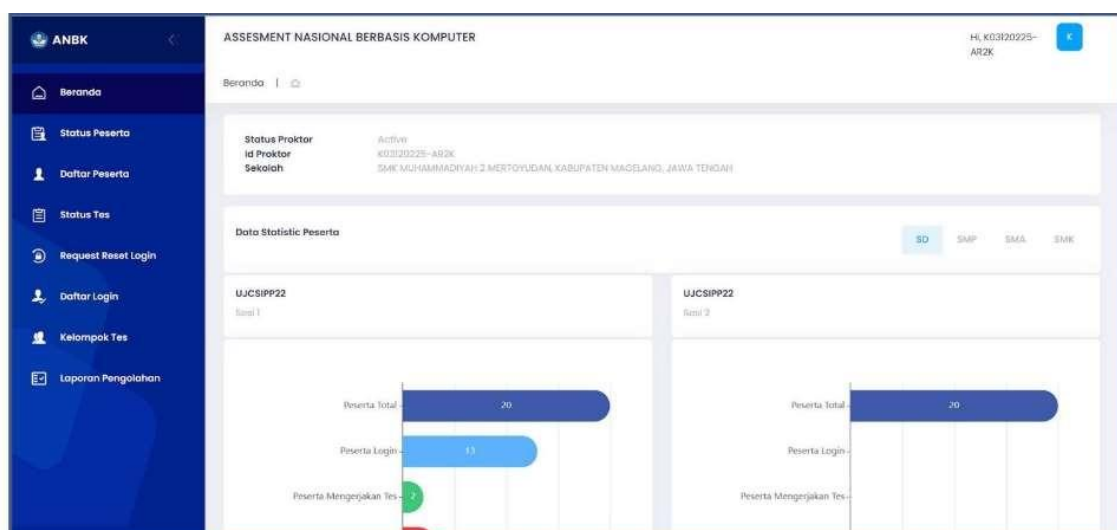 ANBK
Beranda
Status Peserta
Daftar Peserta
Status Tes
Request Reset Login
Daftar Login
Kelompok Tes
Laporan Pengolahan
ASSESMENT NASIONAL BERBASIS KOMPUTER
Hi, K03120225-
AR2K
K
Beranda |
Status Proktor Active
Id Proktor K03120225-AR2K
Sekolah SMK MUHAMMADIYAH 2 MERTOYUDAN, KABUPATEN MAGELANG, JAWA TENGAH
Data Statistic Peserta
SD SMP SMA SMK
UJCSIPP22
Sesi 1
Peserta Total 20
Peserta Login 13
Peserta Mengerjakan Tes 2
UJCSIPP22
Sesi 2
Peserta Total 20
Peserta Login
Peserta Mengerjakan Tes